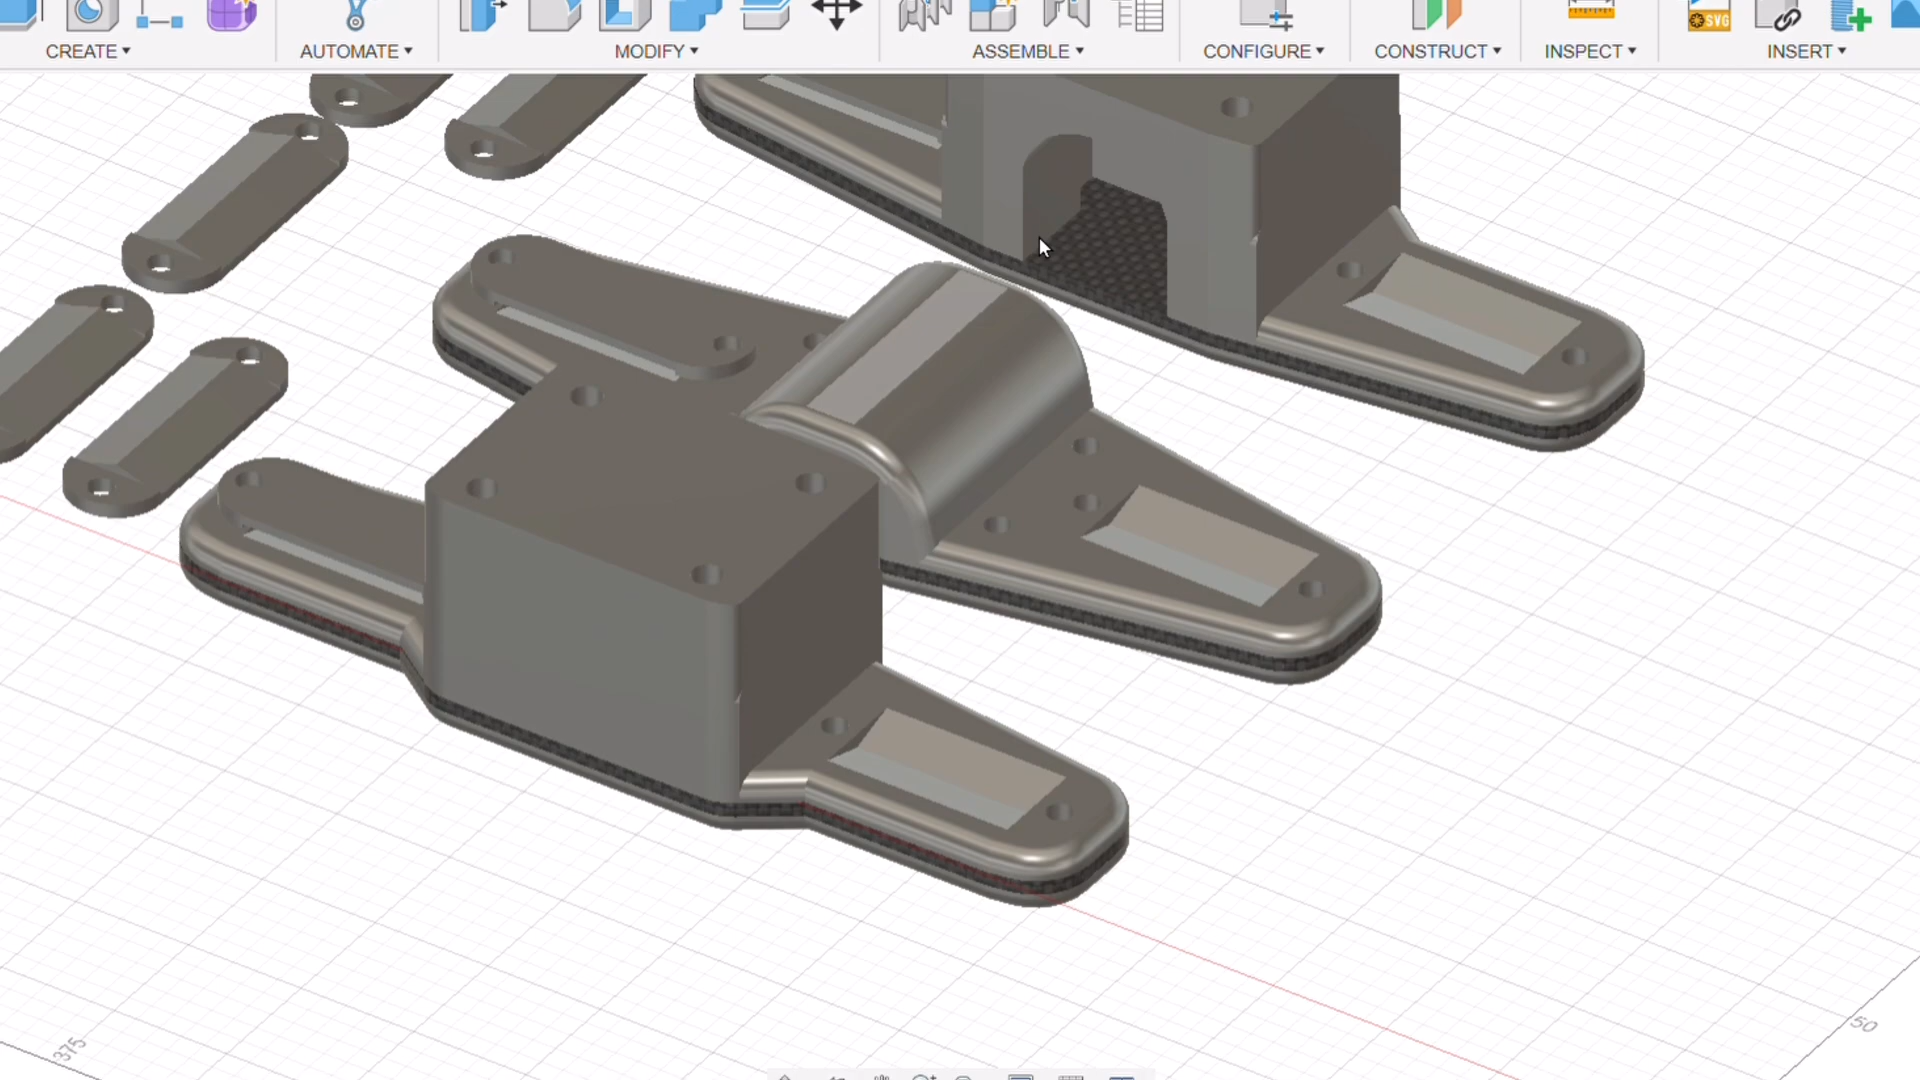 CREATE▾ AUTOMATE▾ MODIFY▾ ASSEMBLE▾ CONFIGURE▾ CONSTRUCT▾ INSPECT▾ SVG INSERT▾
50
375